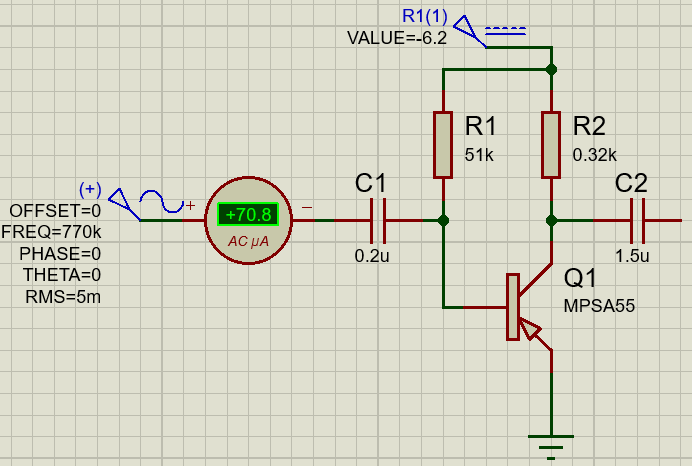 R1(1)
VALUE=-6.2
R1
51k
R2
0.32k
(+)
OFFSET=0
FREQ=770k
PHASE=0
THETA=0
RMS=5m
+
+70.8
AC µA
−
C1
0.2u
C2
1.5u
Q1
MPSA55